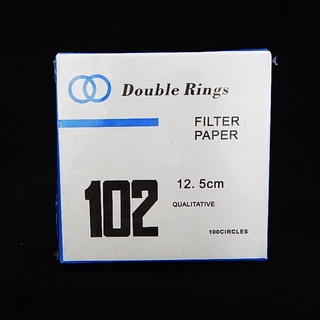 Double Rings
FILTER
PAPER
102
12.5cm
QUALITATIVE
100CIRCLES